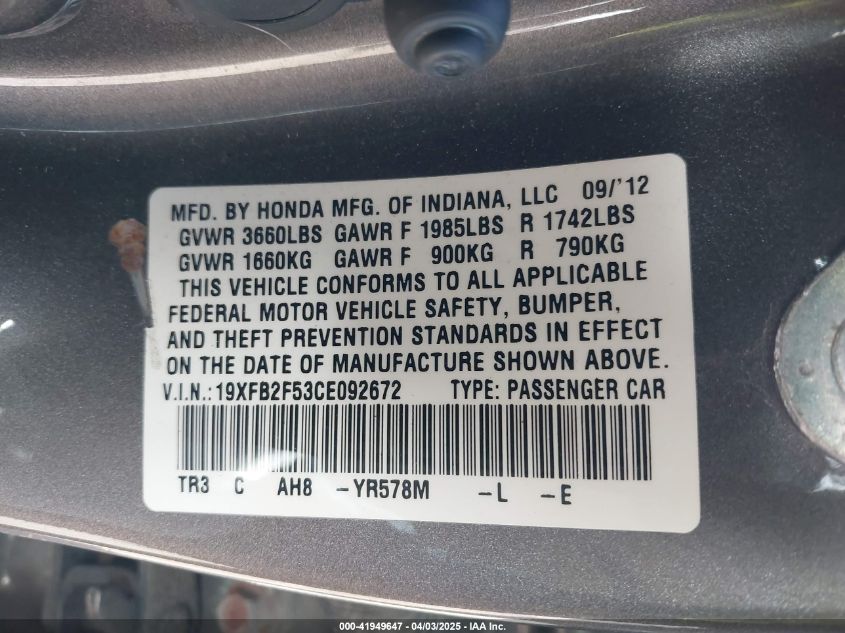 MFD. BY HONDA MFG. OF INDIANA, LLC 09/'12
GVWR 3660LBS GAWR F 1985LBS R 1742LBS
GVWR 1660KG GAWR F 900KG R 790KG
THIS VEHICLE CONFORMS TO ALL APPLICABLE
FEDERAL MOTOR VEHICLE SAFETY, BUMPER,
AND THEFT PREVENTION STANDARDS IN EFFECT
ON THE DATE OF MANUFACTURE SHOWN ABOVE.
V.I.N.:19XFB2F53CE092672 TYPE: PASSENGER CAR
TR3 C AH8 -YR578M -L -E
000-41949647 - 04/03/2025 - IAA Inc.